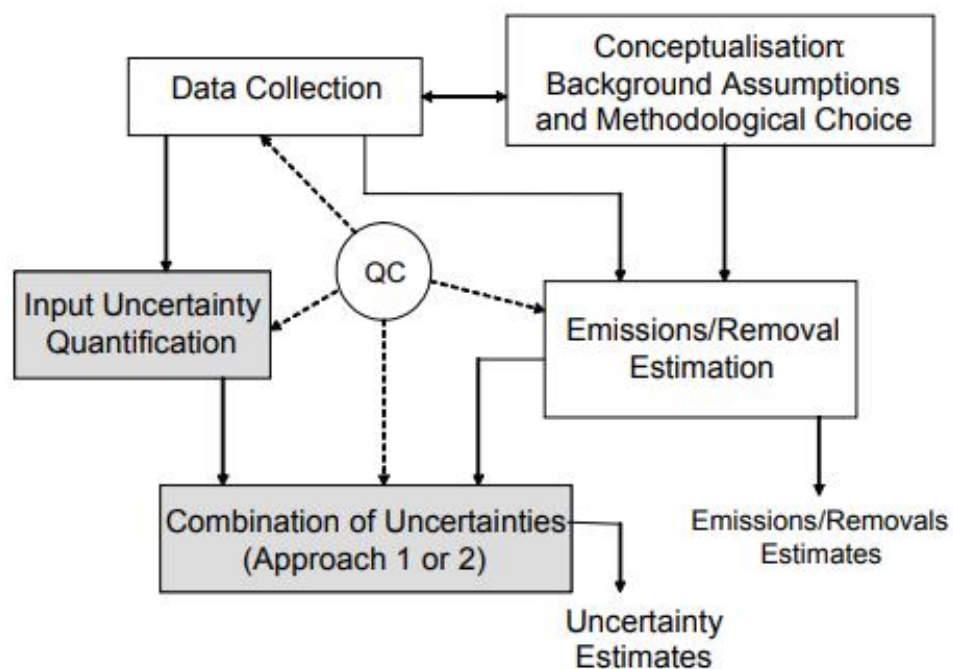 Conceptualisation:
Background Assumptions
and Methodological Choice
Data Collection
QC
Input Uncertainty
Quantification
Emissions/Removal
Estimation
Combination of Uncertainties
(Approach 1 or 2)
Emissions/Removals
Estimates
Uncertainty
Estimates